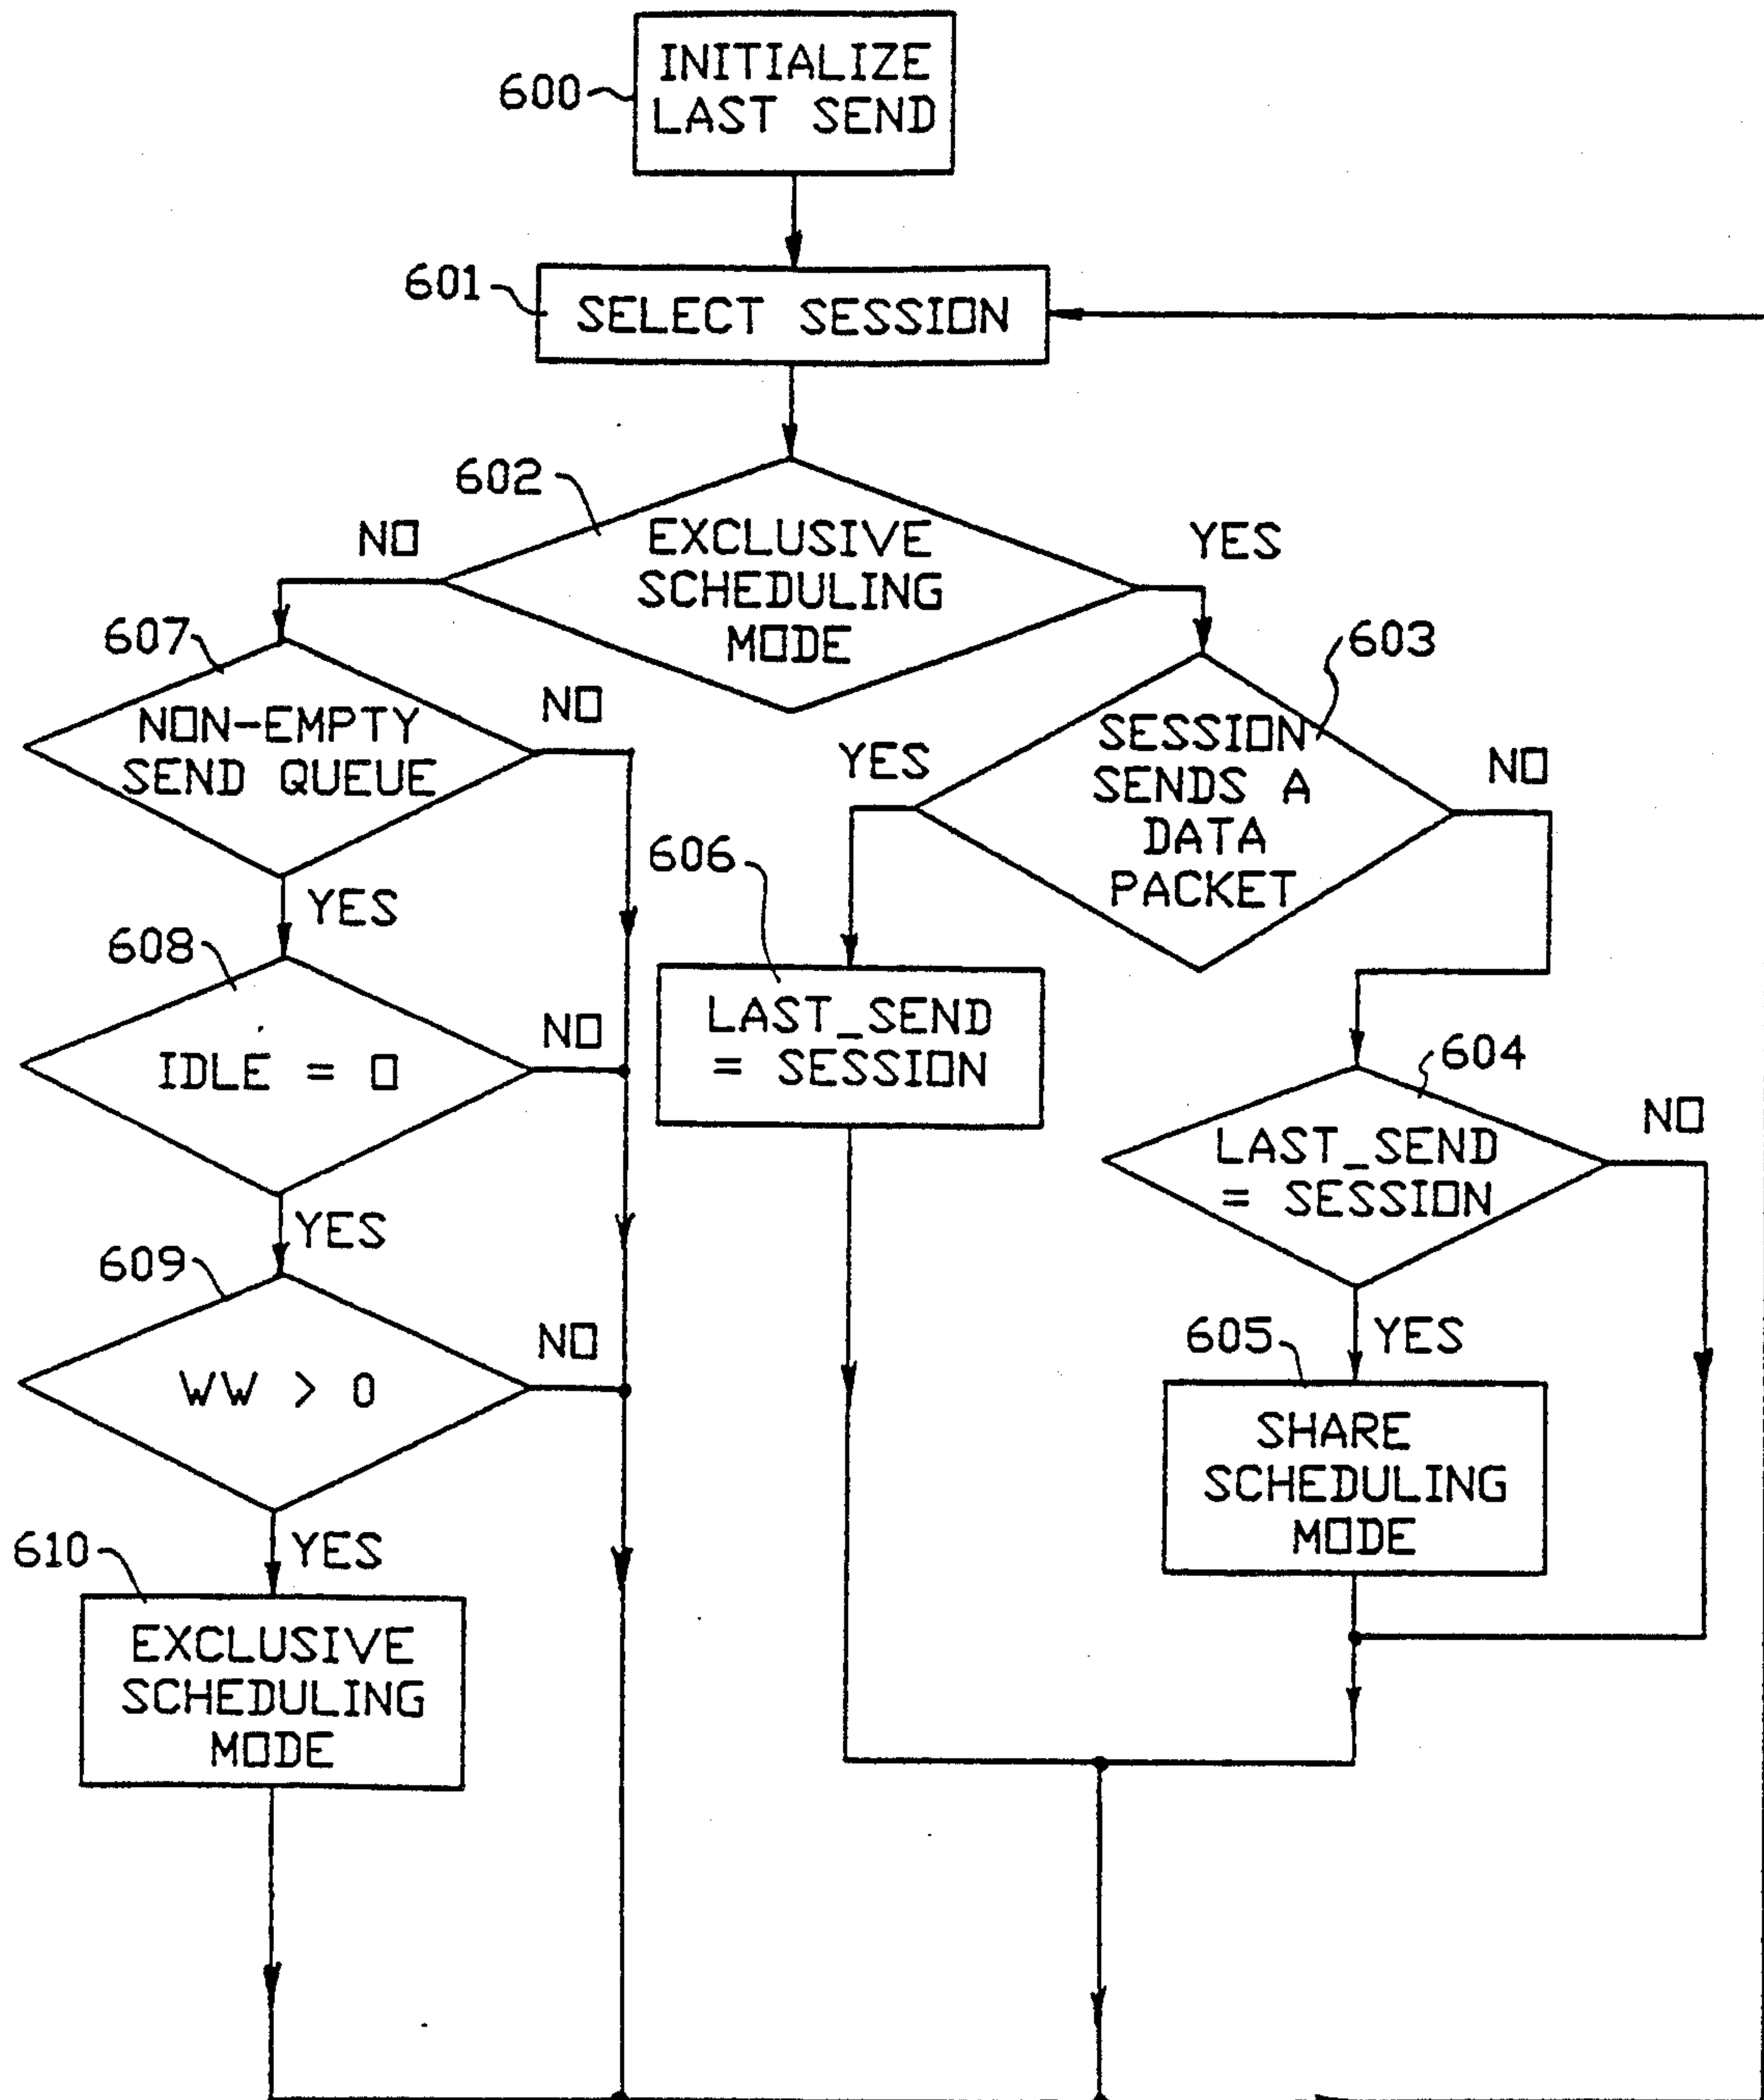 INITIALIZE
LAST SEND
600
601
SELECT SESSION
602
NO
EXCLUSIVE
SCHEDULING
MODE
YES
607
NON-EMPTY
SEND QUEUE
NO
603
SESSION
SENDS A
DATA
PACKET
YES
NO
606
YES
608
IDLE = 0
NO
LAST_SEND
= SESSION
604
LAST_SEND
= SESSION
NO
YES
609
WW > 0
NO
605
YES
SHARE
SCHEDULING
MODE
610
YES
EXCLUSIVE
SCHEDULING
MODE